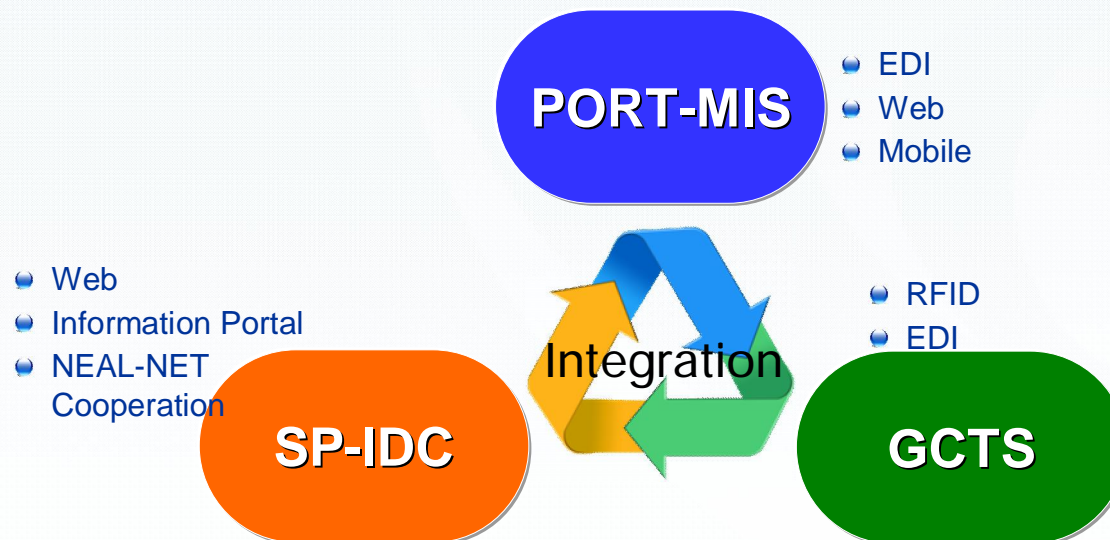 PORT-MIS
EDI
Web
Mobile
Web
Information Portal
NEAL-NET
Cooperation
RFID
EDI
Integration
SP-IDC
GCTS